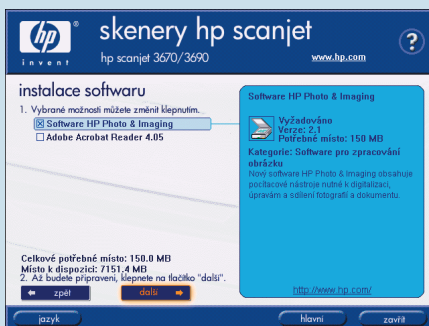 hp
invent
skenery hp scanjet
hp scanjet 3670/3690
www.hp.com
?
instalace softwaru
1. Vybrané možnosti můžete změnit klepnutím.
Software HP Photo & Imaging
Adobe Acrobat Reader 4.05
Celkové potřebné místo: 150.0 MB
Místo k dispozici: 7151.4 MB
2. Až budete připraveni, klepnete na tlačítko "další".
zpět
další
Software HP Photo & Imaging
Vyžadováno
Verze: 2.1
Potřebné místo: 150 MB
Kategorie: Software pro zpracování
obrázku
Nový software HP Photo & Imaging obsahuje
počítacové nástroje nutné k digitalizaci,
úpravám a sdílení fotografií a dokumentu.
http://www.hp.com/
jazyk
hlavní
zavřít